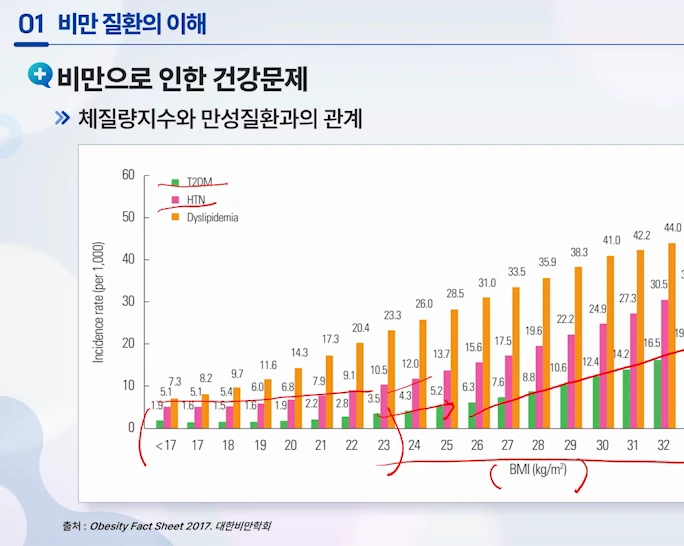 01 비만 질환의 이해
비만으로 인한 건강문제
체질량지수와 만성질환과의 관계
60
50
40
30
20
10
0
Incidence rate (per 1,000)
T2DM
HTN
Dyslipidemia
1.9 5.1 7.3
1.6 5.1 8.2
1.5 5.4 9.7
1.6 6.0 11.6
1.9 6.8 14.3
2.2 7.9 17.3
2.8 9.1 20.4
3.5 10.5 23.3
4.3 12.0 26.0
5.2 13.7 28.5
6.3 15.6 31.0
7.6 17.5 33.5
8.8 19.6 35.9
10.6 22.2 38.3
12.4 24.9 41.0
14.2 27.3 42.2
16.5 30.5 44.0
<17 17 18 19 20 21 22 23 24 25 26 27 28 29 30 31 32
BMI (kg/m²)
출처 : Obesity Fact Sheet 2017. 대한비만학회